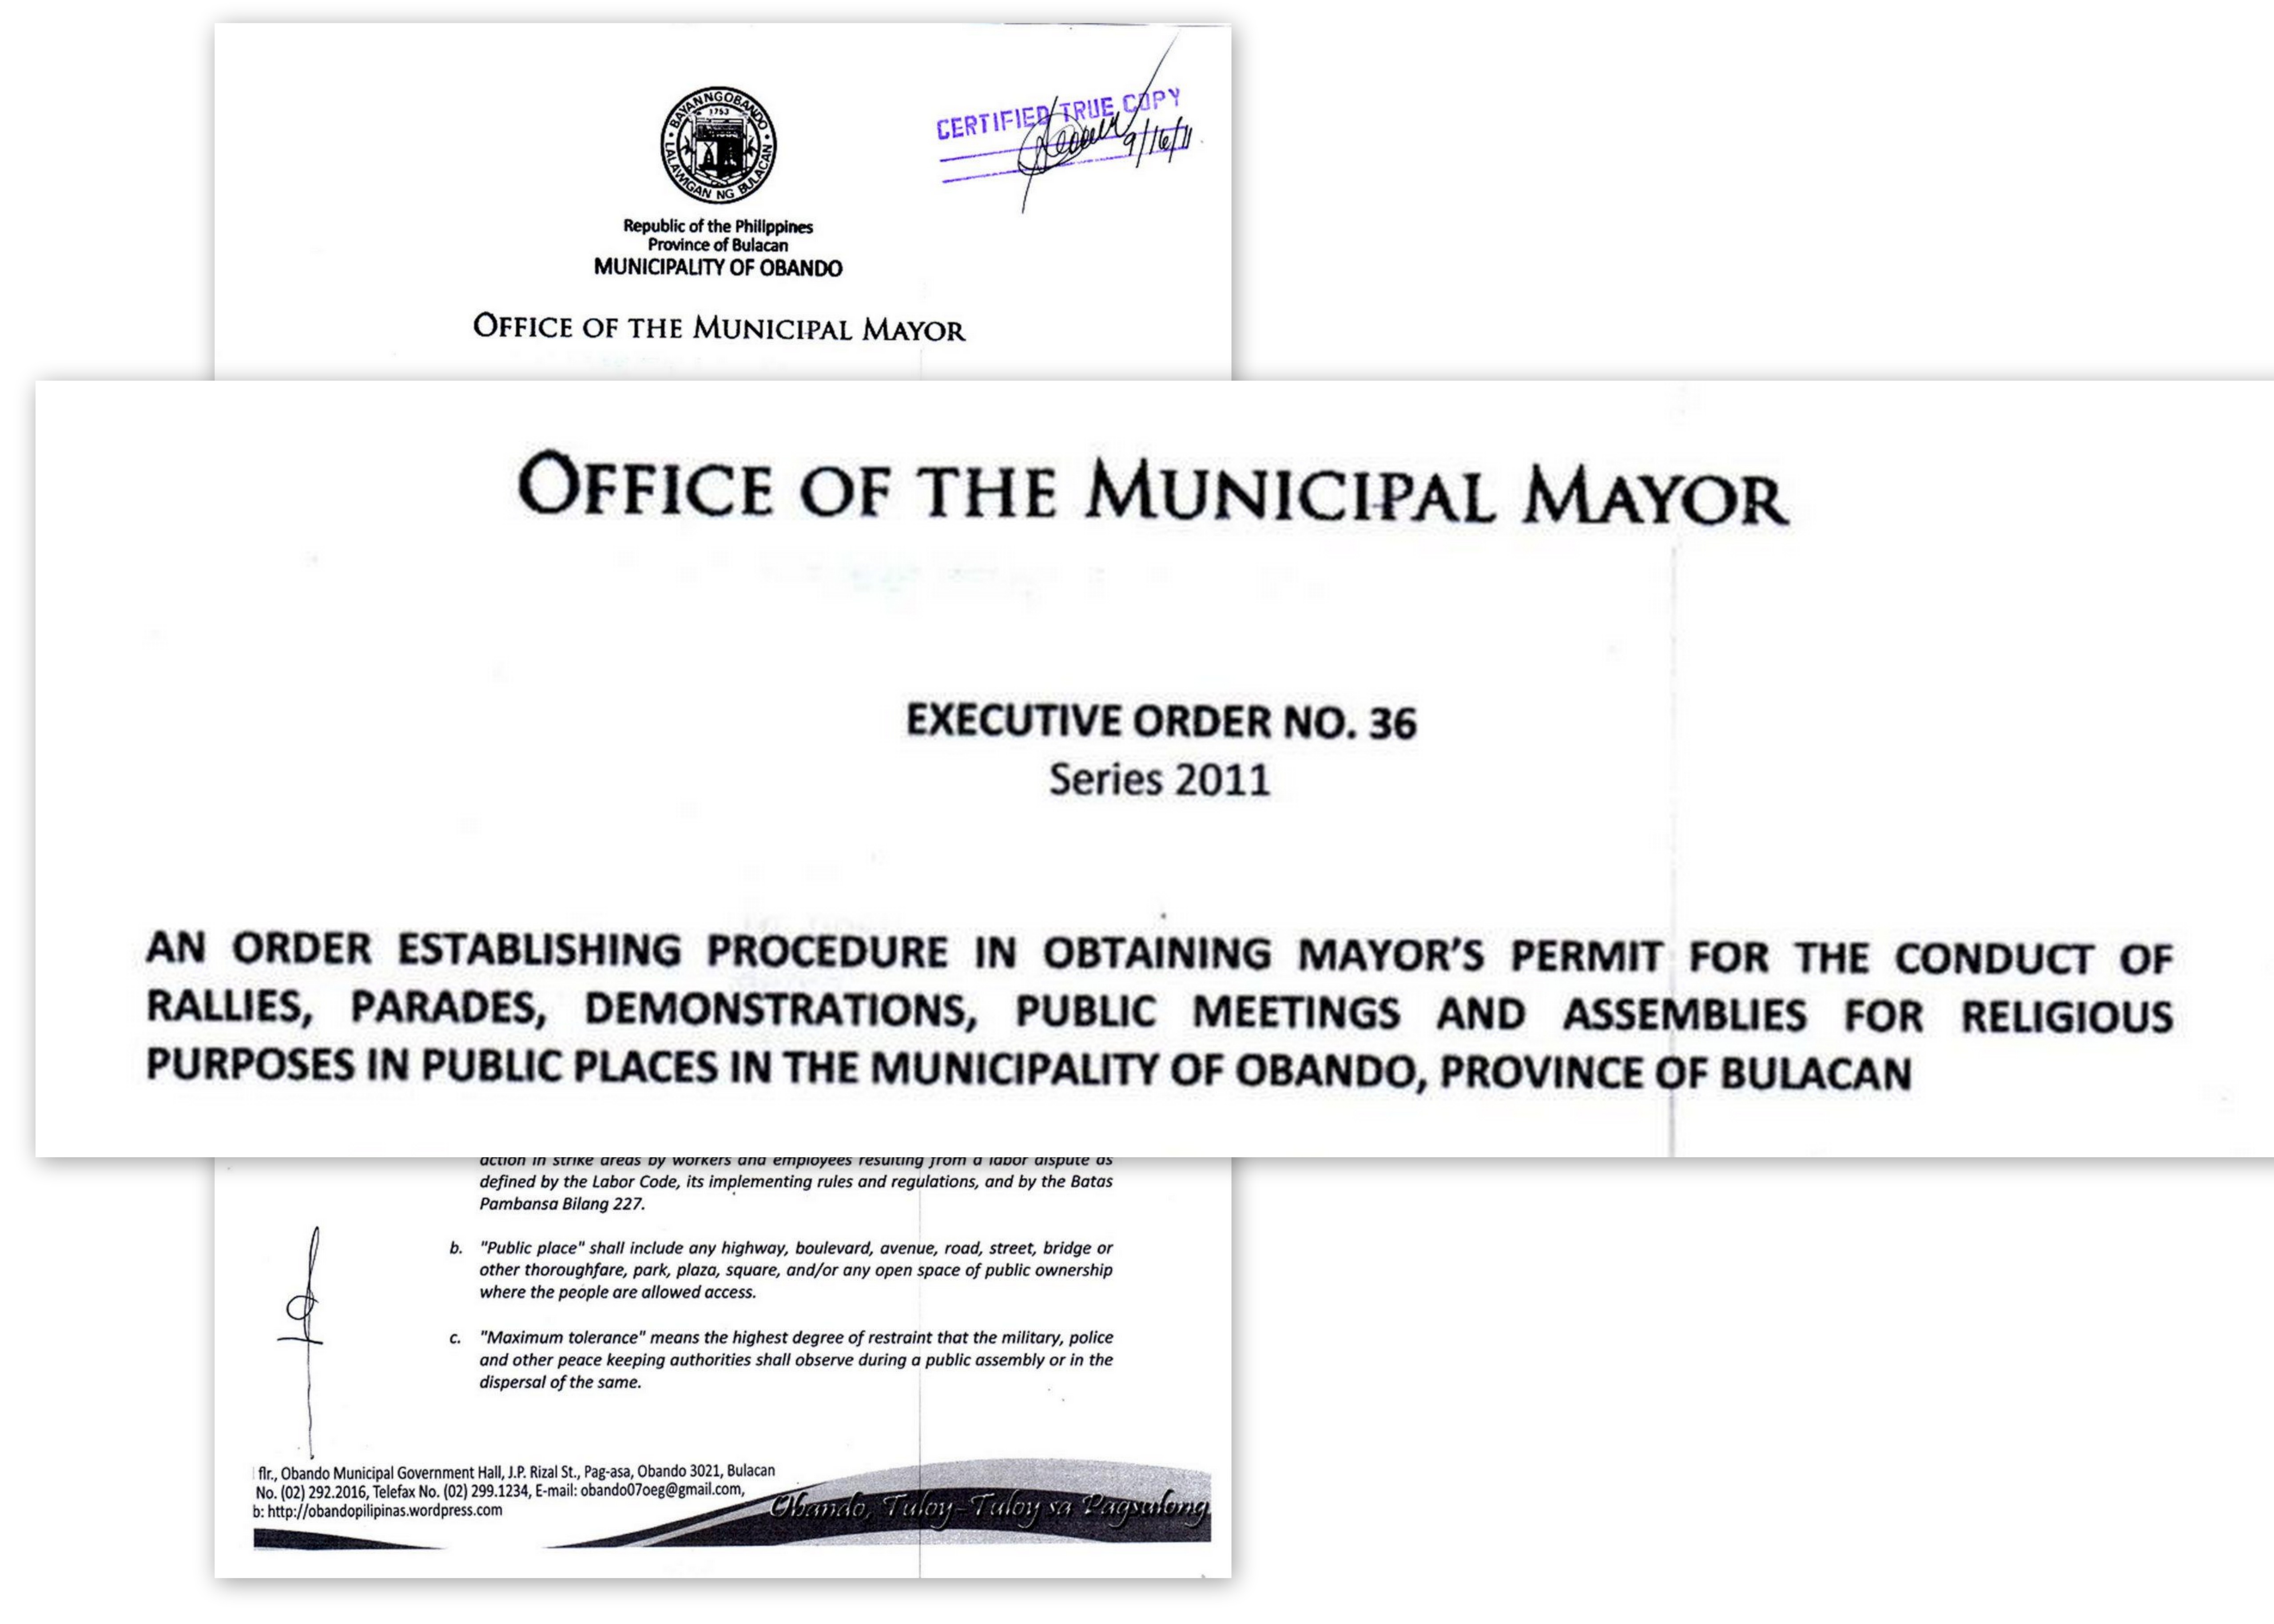 BAYAN NG OBANDO
1753
LALAWIGAN NG BULACAN
CERTIFIED TRUE COPY
9/16/11
Republic of the Philippines
Province of Bulacan
MUNICIPALITY OF OBANDO
OFFICE OF THE MUNICIPAL MAYOR
OFFICE OF THE MUNICIPAL MAYOR
EXECUTIVE ORDER NO. 36
Series 2011
AN ORDER ESTABLISHING PROCEDURE IN OBTAINING MAYOR'S PERMIT FOR THE CONDUCT OF
RALLIES, PARADES, DEMONSTRATIONS, PUBLIC MEETINGS AND ASSEMBLIES FOR RELIGIOUS
PURPOSES IN PUBLIC PLACES IN THE MUNICIPALITY OF OBANDO, PROVINCE OF BULACAN
action in strike areas by workers and employees resulting from a labor dispute as
defined by the Labor Code, its implementing rules and regulations, and by the Batas
Pambansa Bilang 227.
b. "Public place" shall include any highway, boulevard, avenue, road, street, bridge or
other thoroughfare, park, plaza, square, and/or any open space of public ownership
where the people are allowed access.
c. "Maximum tolerance" means the highest degree of restraint that the military, police
and other peace keeping authorities shall observe during a public assembly or in the
dispersal of the same.
flr., Obando Municipal Government Hall, J.P. Rizal St., Pag-asa, Obando 3021, Bulacan
No. (02) 292.2016, Telefax No. (02) 299.1234, E-mail: obando07oeg@gmail.com,
b: http://obandopilipinas.wordpress.com
Obando, Tuloy-Tuloy sa Pagsulong